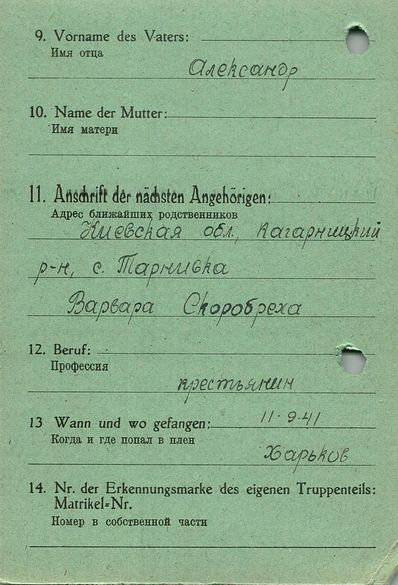 9. Vorname des Vaters:
Имя отца
Александр
10. Name der Mutter:
Имя матери
11. Anschrift der nächsten Angehörigen:
Адрес ближайших родственников
Киевская обл., Кагарницкий
р-н, с. Тарнивка
Варвара Скоробреха
12. Beruf:
Профессия
крестьянин
13 Wann und wo gefangen: 11·9·41
Когда и где попал в плен
Харьков
14. Nr. der Erkennungsmarke des eigenen Truppenteils:
Matrikel-Nr.
Номер в собственной части